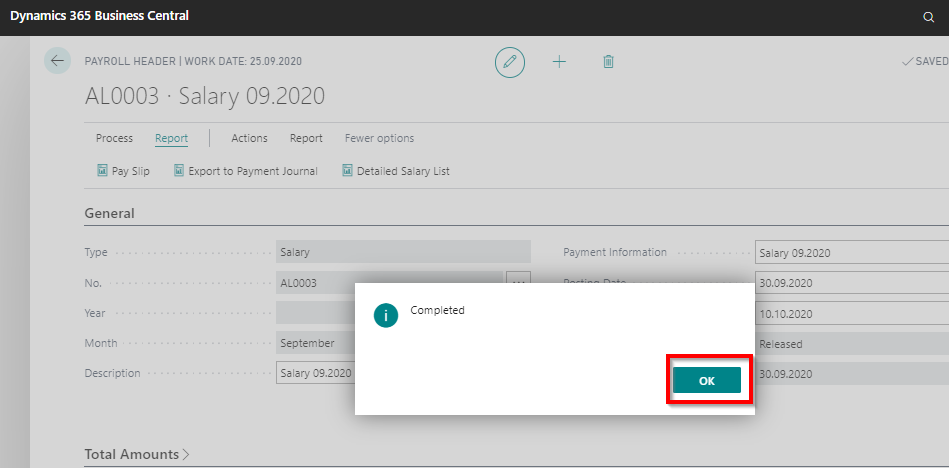 Dynamics 365 Business Central
PAYROLL HEADER | WORK DATE: 25.09.2020
SAVED
AL0003 · Salary 09.2020
Process Report Actions Report Fewer options
Pay Slip Export to Payment Journal Detailed Salary List
General
Type Salary
Payment Information Salary 09.2020
No. AL0003
Posting Date 30.09.2020
Year
10.10.2020
Month September
Released
Description Salary 09.2020
30.09.2020
Completed
OK
Total Amounts